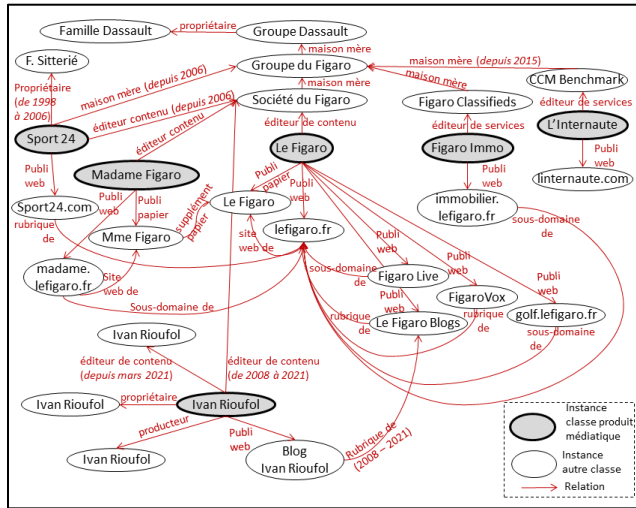 Famille Dassault
propriétaire
Groupe Dassault
maison mère
F. Sitterié
Groupe du Figaro
maison mère (depuis 2015)
CCM Benchmark
Propriétaire
(de 1998
à 2006)
maison mère (depuis 2006)
maison mère
maison mère
Société du Figaro
Figaro Classifieds
éditeur de services
éditeur contenu (depuis 2006)
éditeur contenu
éditeur de contenu
éditeur de services
Sport 24
Le Figaro
Figaro Immo
L'Internaute
Publi
web
Madame Figaro
Publi
papier
Publi
web
Publi
web
Publi
web
Sport24.com
Publi
web
Publi
papier
supplément
papier
Le Figaro
immobilier.
lefigaro.fr
linternaute.com
rubrique
de
Mme Figaro
lefigaro.fr
sous-domaine
de
site
web de
Publi
web
madame.
lefigaro.fr
Site
web de
sous-domaine
de
Figaro Live
Publi
web
Publi
web
Sous-domaine
de
Publi
web
FigaroVox
rubrique
de
Le Figaro Blogs
rubrique
de
golf.lefigaro.fr
sous-domaine
de
Ivan Rioufol
éditeur de contenu
(depuis mars 2021)
éditeur de contenu
(de 2008 à 2021)
Ivan Rioufol
propriétaire
Ivan Rioufol
producteur
Publi
web
Rubrique de
(2008 – 2021)
Ivan Rioufol
Blog
Ivan Rioufol
Instance
classe produit
médiatique
Instance
autre classe
Relation